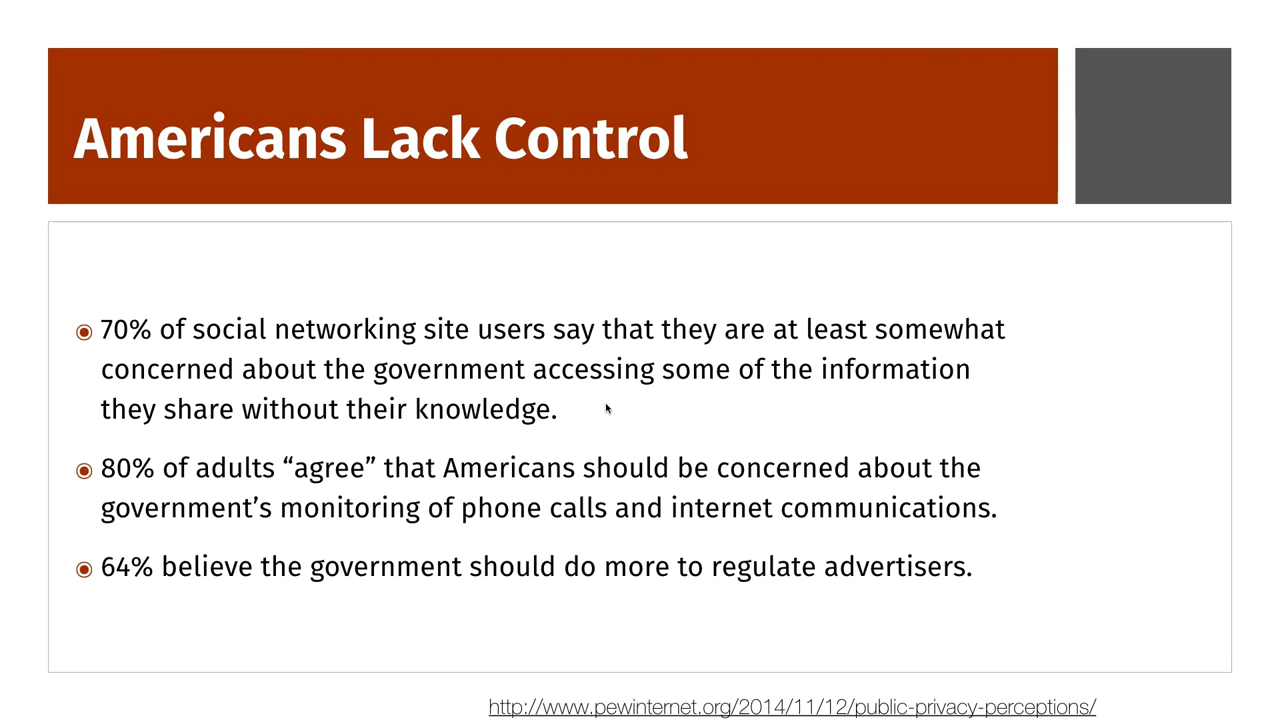 Americans Lack Control
70% of social networking site users say that they are at least somewhat
concerned about the government accessing some of the information
they share without their knowledge.
80% of adults “agree” that Americans should be concerned about the
government’s monitoring of phone calls and internet communications.
64% believe the government should do more to regulate advertisers.
http://www.pewinternet.org/2014/11/12/public-privacy-perceptions/